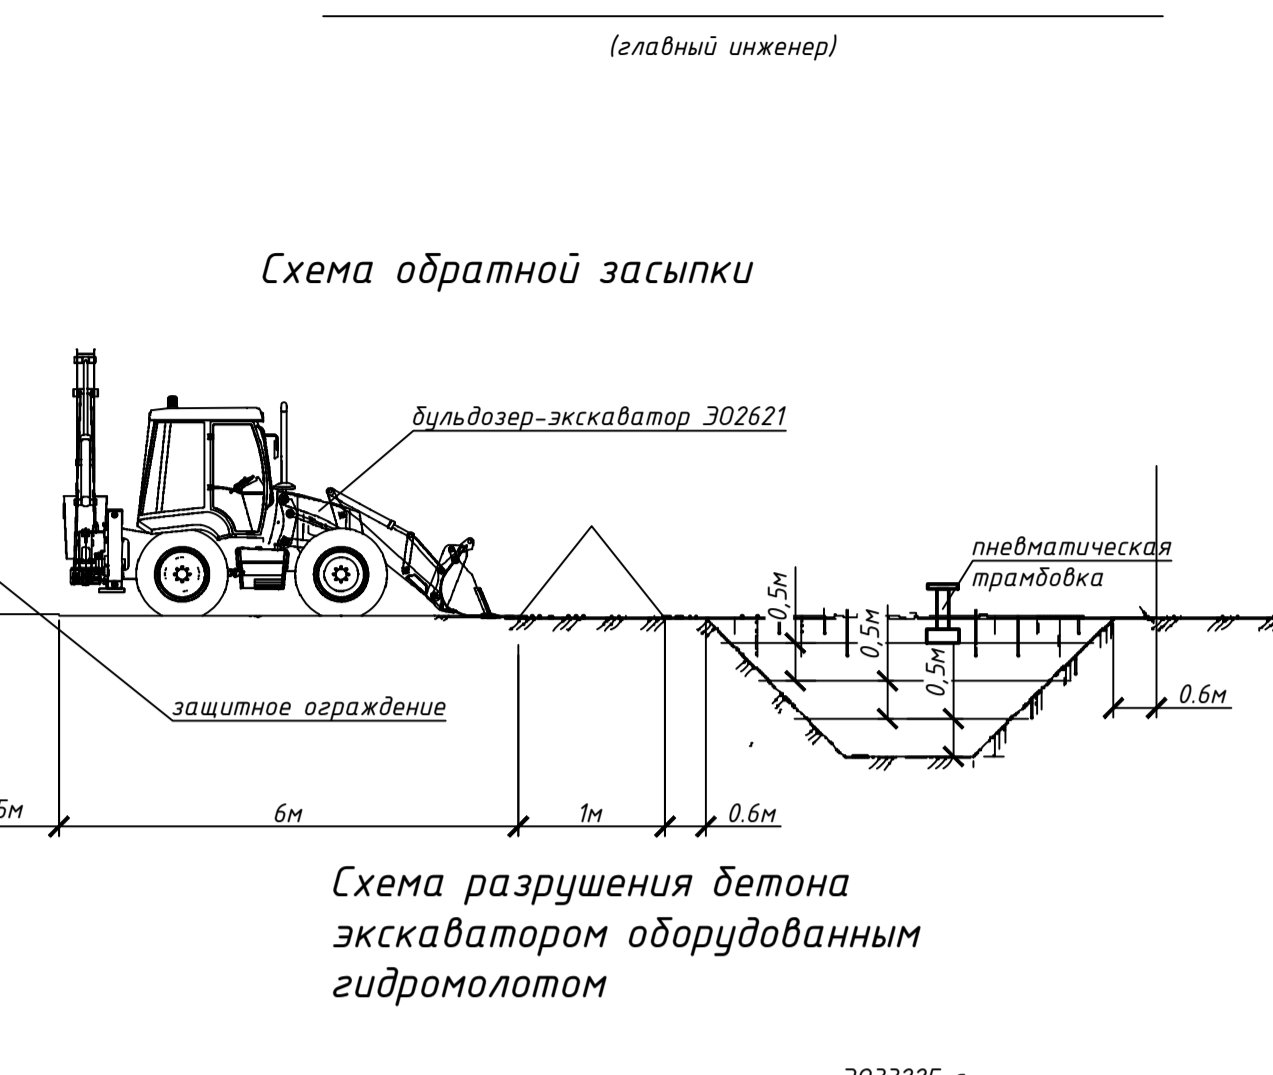 (главный инженер)
Схема обратной засыпки
бульдозер-экскаватор ЭО2621
пневматическая
трамбовка
0,5м
0,5м
0,5м
0.6м
защитное ограждение
5м
6м
1м
0.6м
Схема разрушения бетона
экскаватором оборудованным
гидромолотом